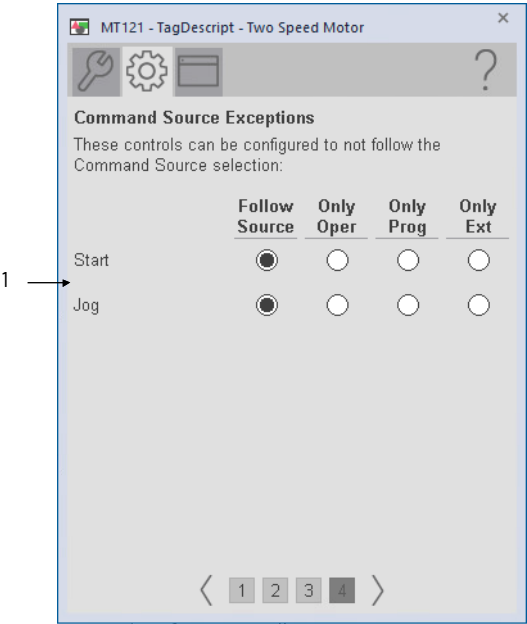 MT121 - TagDescript - Two Speed Motor
×
?
Command Source Exceptions
These controls can be configured to not follow the
Command Source selection:
Follow Source Only Oper Only Prog Only Ext
Start
1
Jog
1 2 3 4